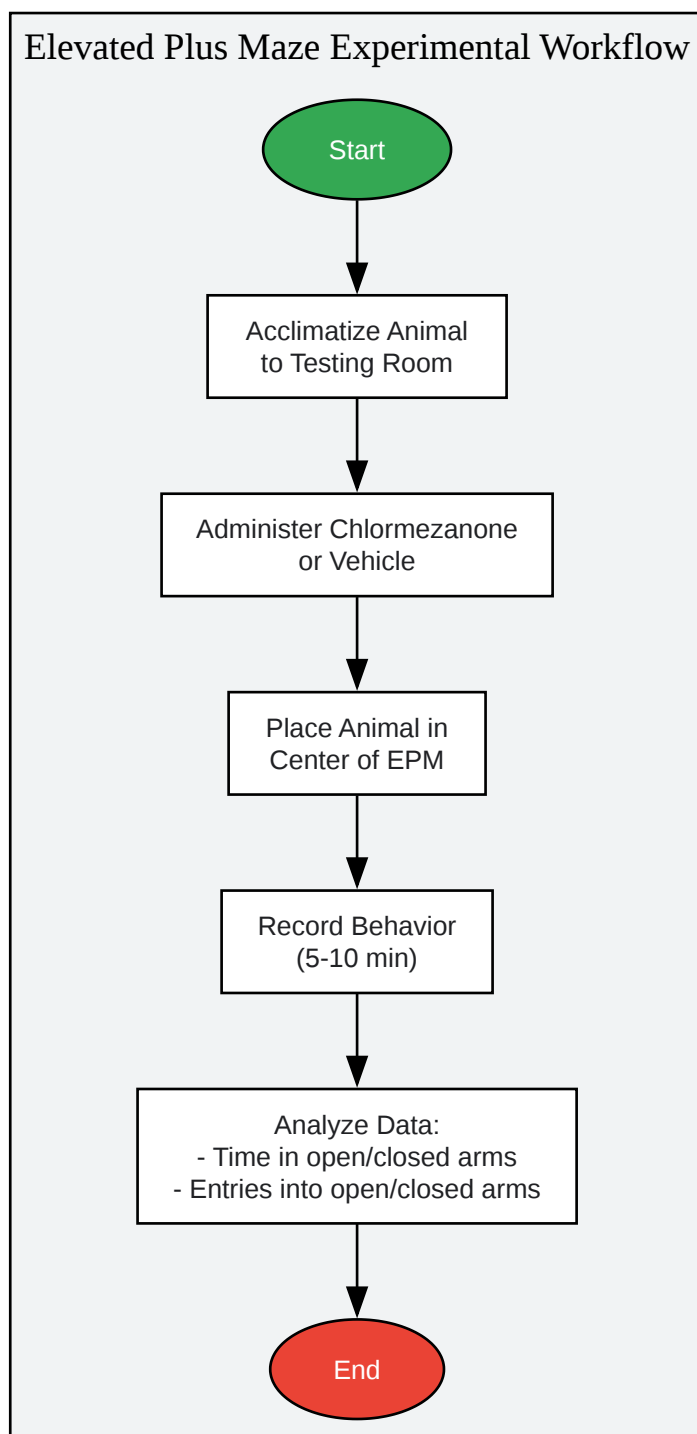 Elevated Plus Maze Experimental Workflow
Start
Acclimatize Animal
to Testing Room
Administer Chlormezanone
or Vehicle
Place Animal in
Center of EPM
Record Behavior
(5-10 min)
Analyze Data:
- Time in open/closed arms
- Entries into open/closed arms
End